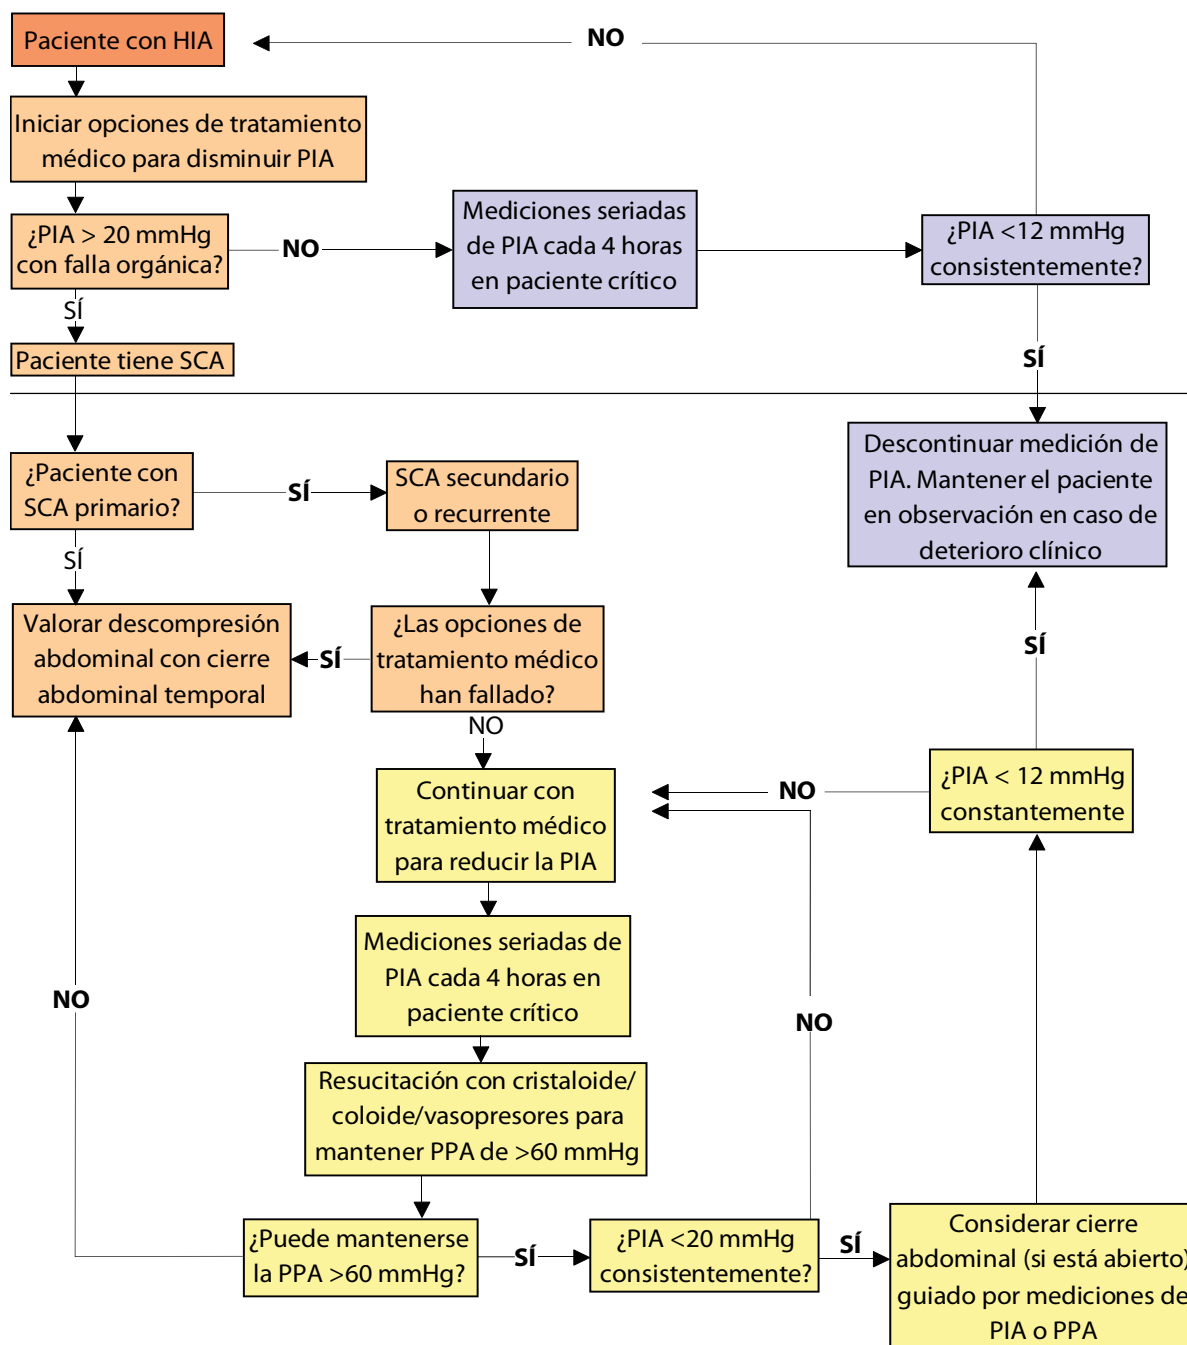 Paciente con HIA
NO
Iniciar opciones de tratamiento
médico para disminuir PIA
¿PIA > 20 mmHg
con falla orgánica?
NO
Mediciones seriadas
de PIA cada 4 horas
en paciente crítico
¿PIA <12 mmHg
consistentemente?
SÍ
Paciente tiene SCA
SÍ
¿Paciente con
SCA primario?
SÍ
SCA secundario
o recurrente
Descontinuar medición de
PIA. Mantener el paciente
en observación en caso de
deterioro clínico
SÍ
Valorar descompresión
abdominal con cierre
abdominal temporal
SÍ
¿Las opciones de
tratamiento médico
han fallado?
SÍ
NO
Continuar con
tratamiento médico
para reducir la PIA
NO
¿PIA < 12 mmHg
constantemente
Mediciones seriadas de
PIA cada 4 horas en
paciente crítico
NO
NO
Resucitación con cristaloide/
coloide/vasopresores para
mantener PPA de >60 mmHg
¿Puede mantenerse
la PPA >60 mmHg?
SÍ
¿PIA <20 mmHg
consistentemente?
SÍ
Considerar cierre
abdominal (si está abierto)
guiado por mediciones de
PIA o PPA